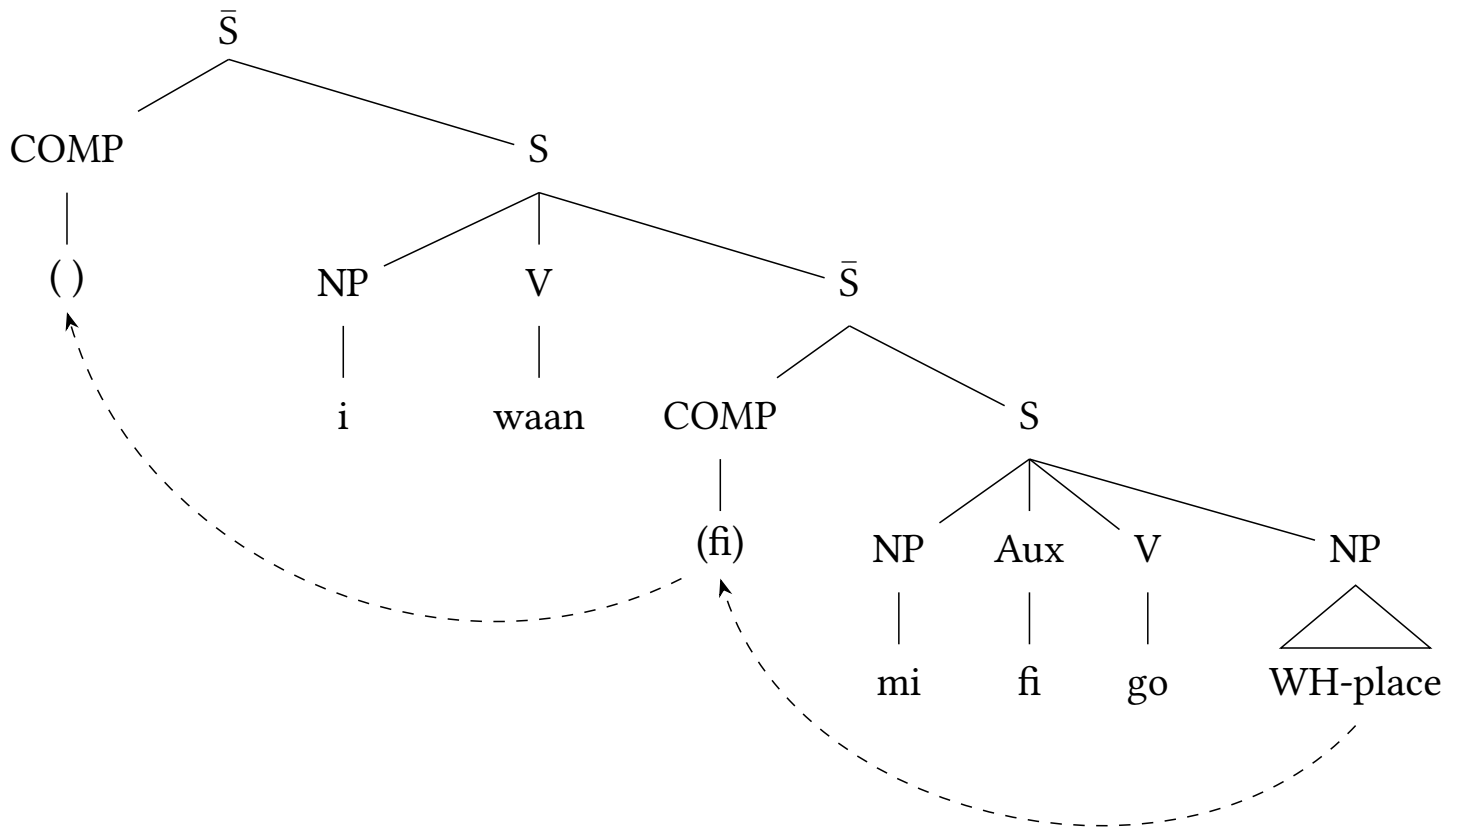 S̄
COMP S
( ) NP V S̄
i waan COMP S
(fi) NP Aux V NP
mi fi go WH-place